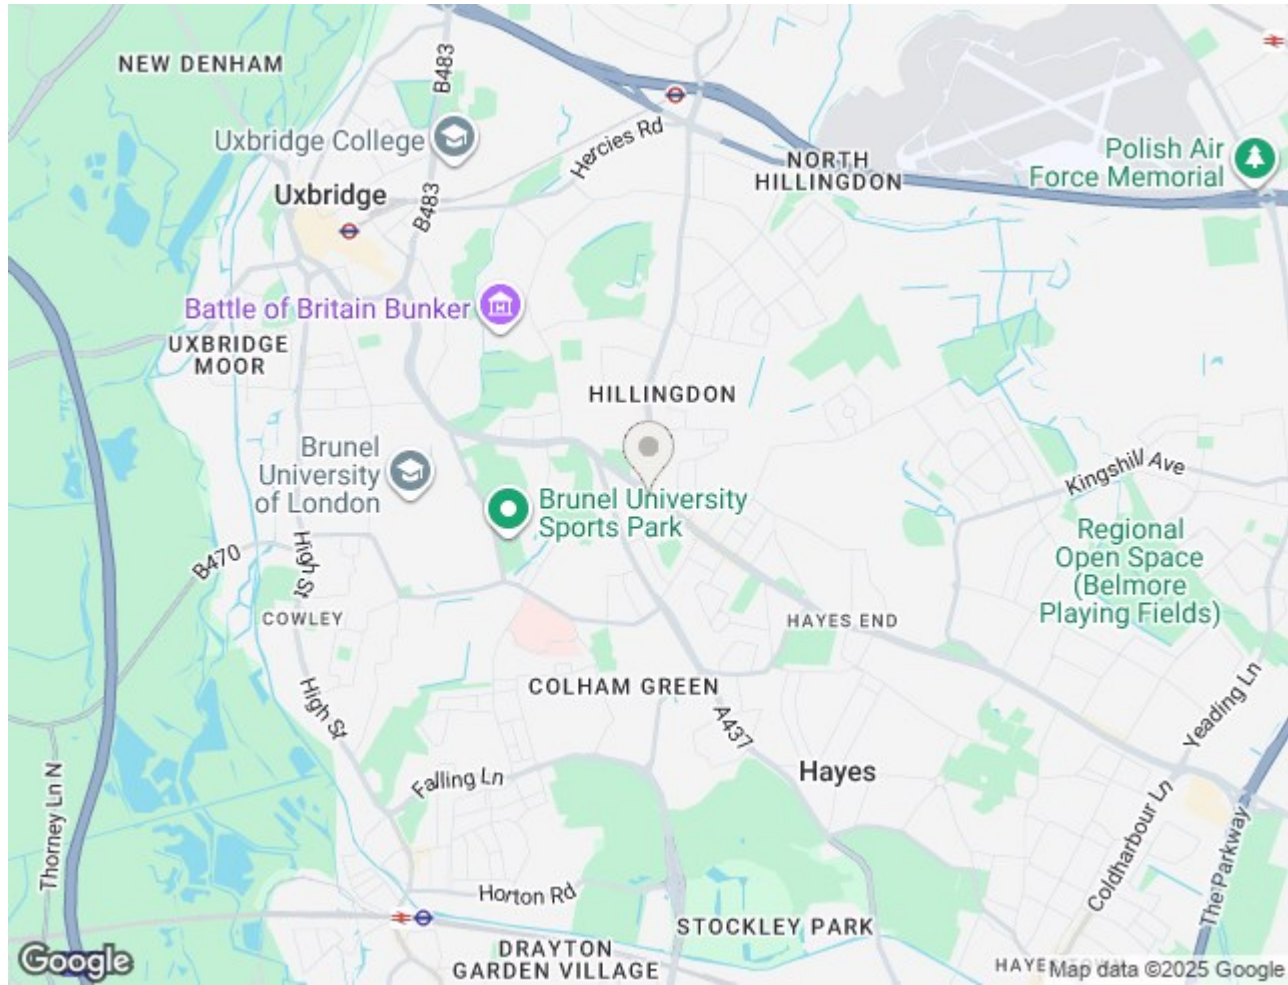 NEW DENHAM
B483
Uxbridge College
Hercies Rd
NORTH
HILLINGDON
Polish Air
Force Memorial
Uxbridge
B483
Battle of Britain Bunker
UXBRIDGE
MOOR
HILLINGDON
Brunel
University
of London
Brunel University
Sports Park
Kingshill Ave
Regional
Open Space
(Belmore
Playing Fields)
B470
High St
COWLEY
HAYES END
COLHAM GREEN
High St
A437
Yeading Ln
Falling Ln
Hayes
Thorney Ln N
Coldharbour Ln
The Parkway
Horton Rd
STOCKLEY PARK
DRAYTON
GARDEN VILLAGE
Google
Map data ©2025 Google